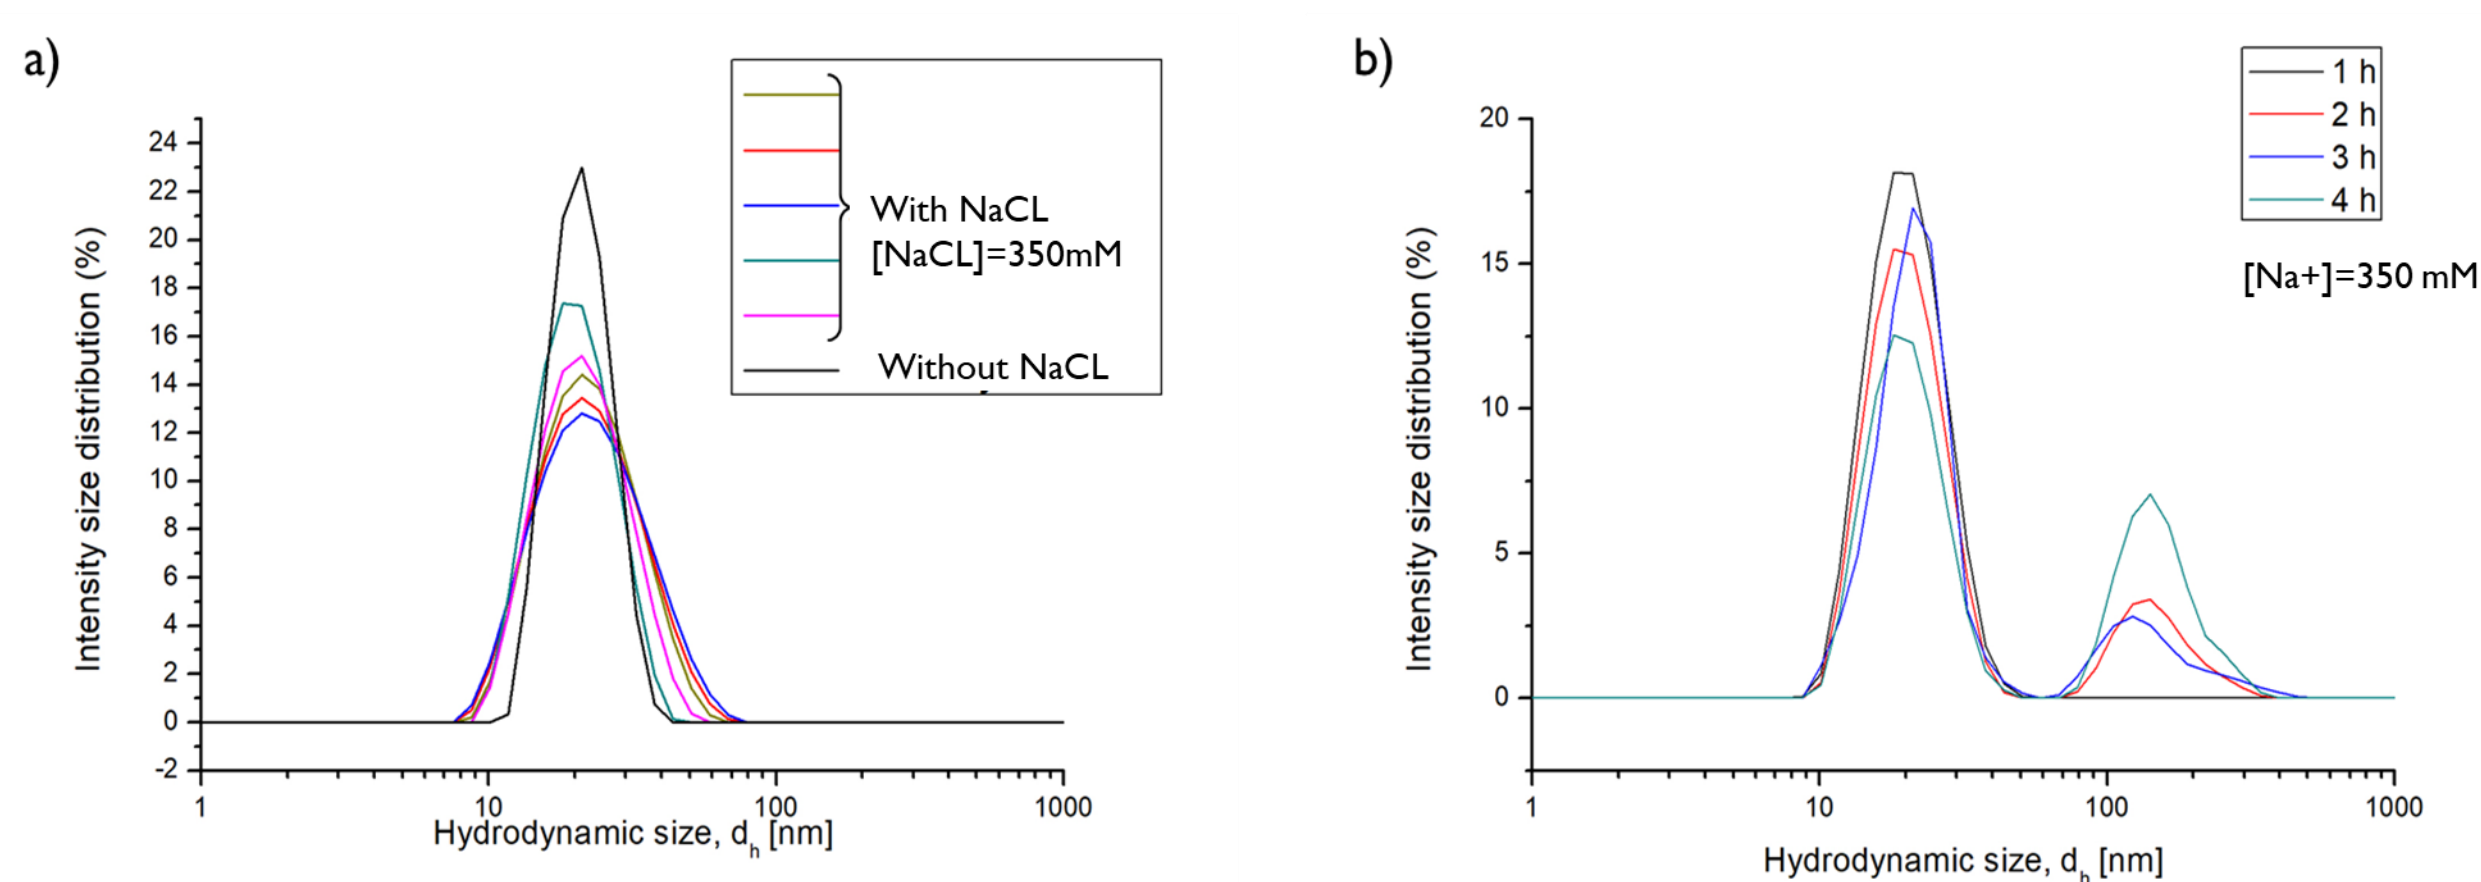 a)
With NaCL
[NaCL]=350mM
Without NaCL
Intensity size distribution (%)
24
22
20
18
16
14
12
10
8
6
4
2
0
-2
1
10
100
1000
Hydrodynamic size, dh [nm]
b)
1 h
2 h
3 h
4 h
[Na+]=350 mM
Intensity size distribution (%)
20
15
10
5
0
1
10
100
1000
Hydrodynamic size, dh [nm]